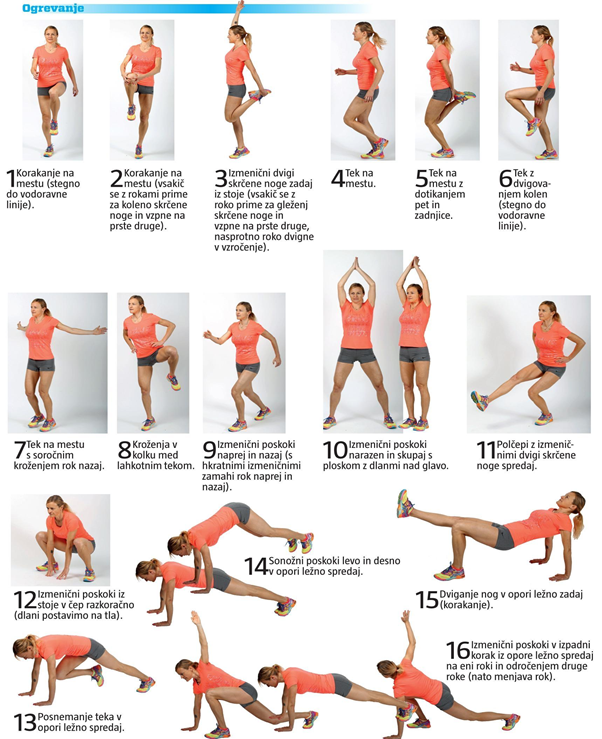 Ogrevanje
1 Korakanje na
mestu (stegno
do vodoravne
linije).
2 Korakanje na
mestu (vsakič
se z rokami prime
za koleno skrčene
noge in vzpne na
prste druge).
3 Izmenični dvigi
skrčene noge zadaj
iz stoje (vsakič se z
roko prime za gleženj
skrčene noge in
vzpne na prste druge,
nasprotno roko dvigne
v vzročenje).
4 Tek na
mestu.
5 Tek na
mestu z
dotikanjem
pet in
zadnjice.
6 Tek z
dvigova-
njem kolen
(stegno do
vodoravne
linije).
7 Tek na mestu
s soročnim
kroženjem rok nazaj.
8 Kroženja v
kolku med
lahkotnim tekom.
9 Izmenični poskoki
naprej in nazaj (s
hkratnimi izmeničnimi
zamahi rok naprej in
nazaj).
10 Izmenični poskoki
narazen in skupaj s
ploskom z dlanmi nad glavo.
11 Polčepi z izmenič-
nimi dvigi skrčene
noge spredaj.
12 Izmenični poskoki iz
stoje v čep razkoračno
(dlani postavimo na tla).
14 Sonožni poskoki levo in desno
v opori ležno spredaj.
15 Dviganje nog v opori ležno zadaj
(korakanje).
13 Posnemanje teka v
opori ležno spredaj.
16 Izmenični poskoki v izpadni
korak iz opore ležno spredaj
na eni roki in odročenjem druge
roke (nato menjava rok).